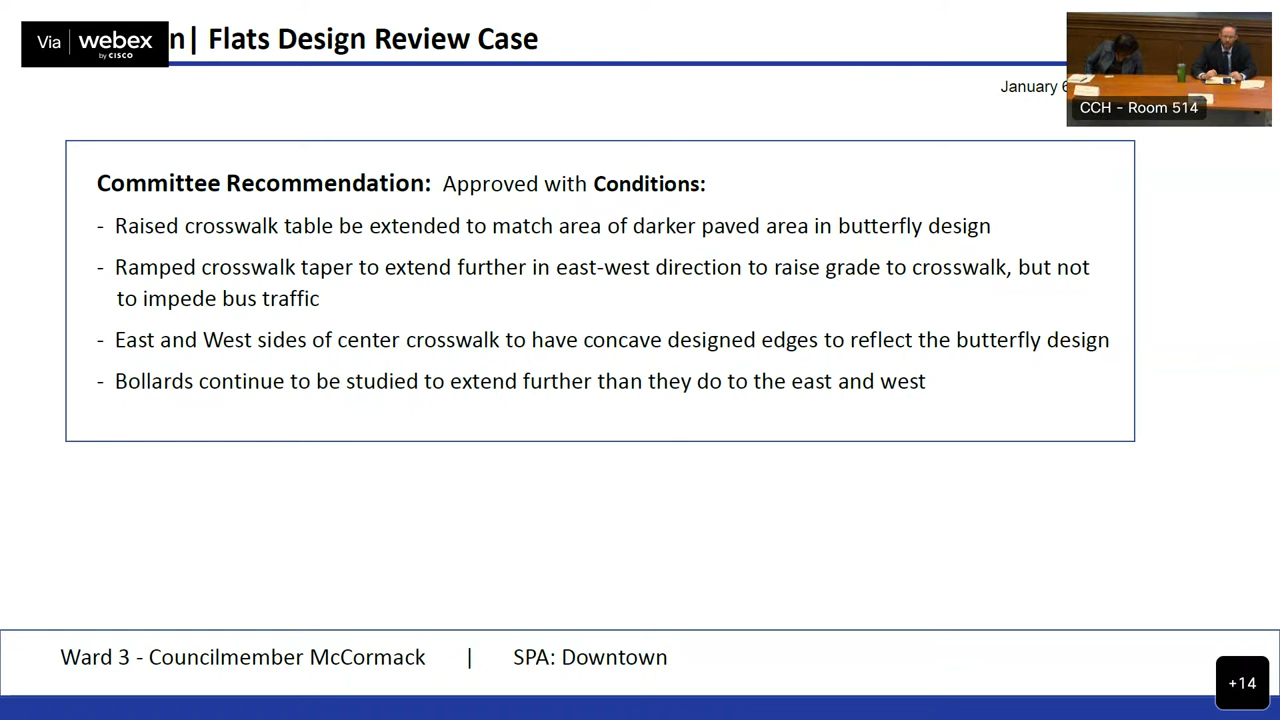 Via webex
by CISCO
n| Flats Design Review Case
January 6
CCH - Room 514
Committee Recommendation: Approved with Conditions:
- Raised crosswalk table be extended to match area of darker paved area in butterfly design
- Ramped crosswalk taper to extend further in east-west direction to raise grade to crosswalk, but not
to impede bus traffic
- East and West sides of center crosswalk to have concave designed edges to reflect the butterfly design
- Bollards continue to be studied to extend further than they do to the east and west
Ward 3 - Councilmember McCormack | SPA: Downtown
+14